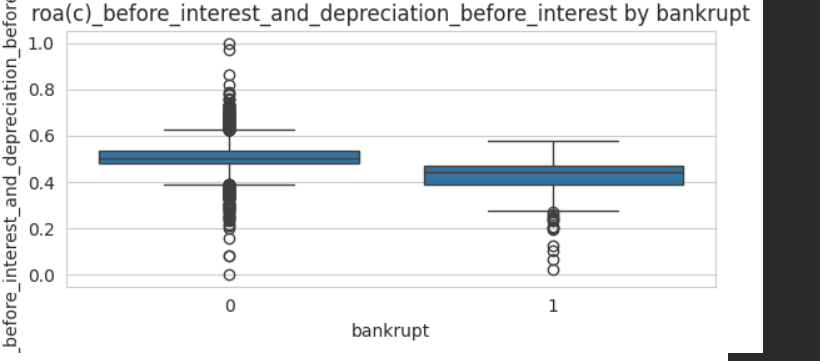 roa(c)_before_interest_and_depreciation_before_interest by bankrupt
_before_interest_and_depreciation_before
1.0
0.8
0.6
0.4
0.2
0.0
0
1
bankrupt